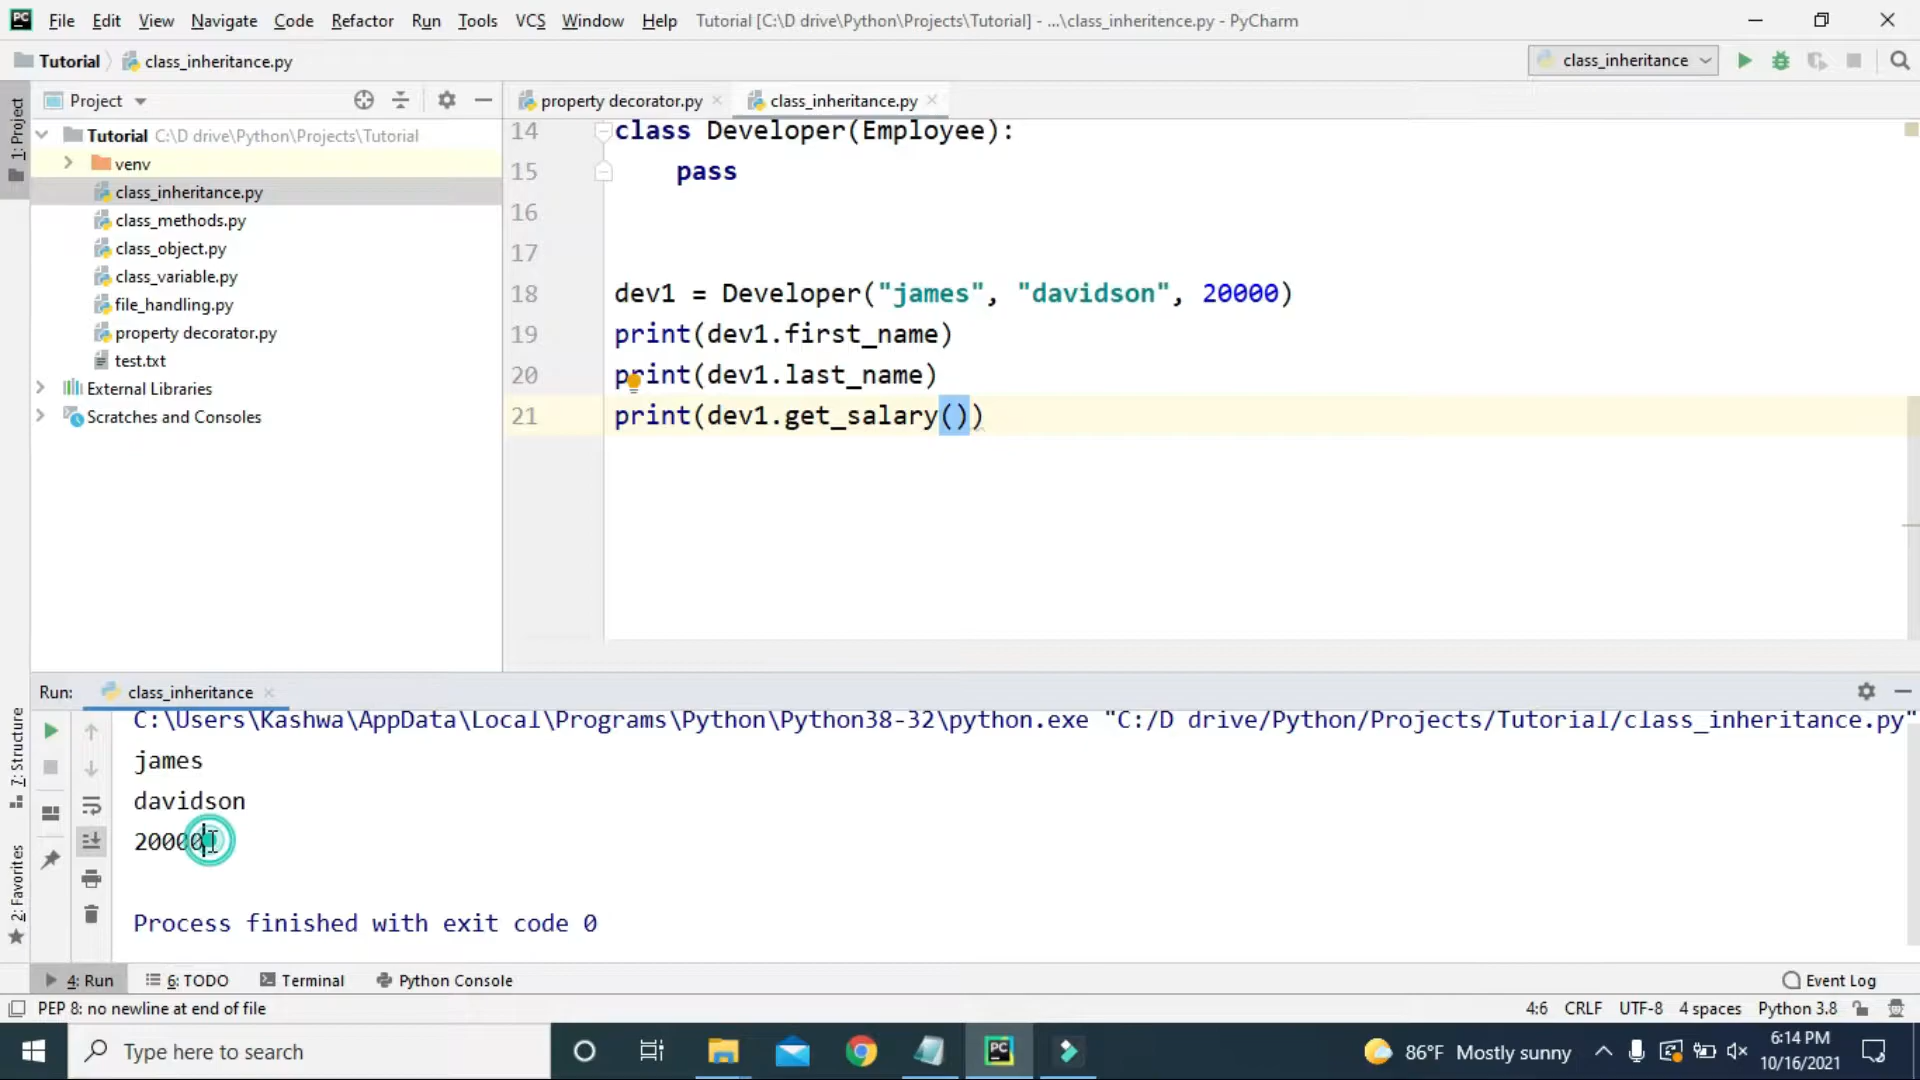 PC File Edit View Navigate Code Refactor Run Tools VCS Window Help Tutorial [C:\D drive\Python\Projects\Tutorial] - ...\class_inheritence.py - PyCharm
Tutorial class_inheritance.py class_inheritance
1: Project
Project
property decorator.py class_inheritance.py
Tutorial C:\D drive\Python\Projects\Tutorial
venv
class_inheritance.py
class_methods.py
class_object.py
class_variable.py
file_handling.py
property decorator.py
test.txt
External Libraries
Scratches and Consoles
14 class Developer(Employee):
15 pass
16
17
18 dev1 = Developer("james", "davidson", 20000)
19 print(dev1.first_name)
20 print(dev1.last_name)
21 print(dev1.get_salary())
Run: class_inheritance
7: Structure
2: Favorites
C:\Users\Kashwa\AppData\Local\Programs\Python\Python38-32\python.exe "C:/D drive/Python/Projects/Tutorial/class_inheritance.py"
james
davidson
20000
Process finished with exit code 0
4: Run 6: TODO Terminal Python Console Event Log
PEP 8: no newline at end of file 4:6 CRLF UTF-8 4 spaces Python 3.8
Type here to search PC 86°F Mostly sunny 6:14 PM
10/16/2021